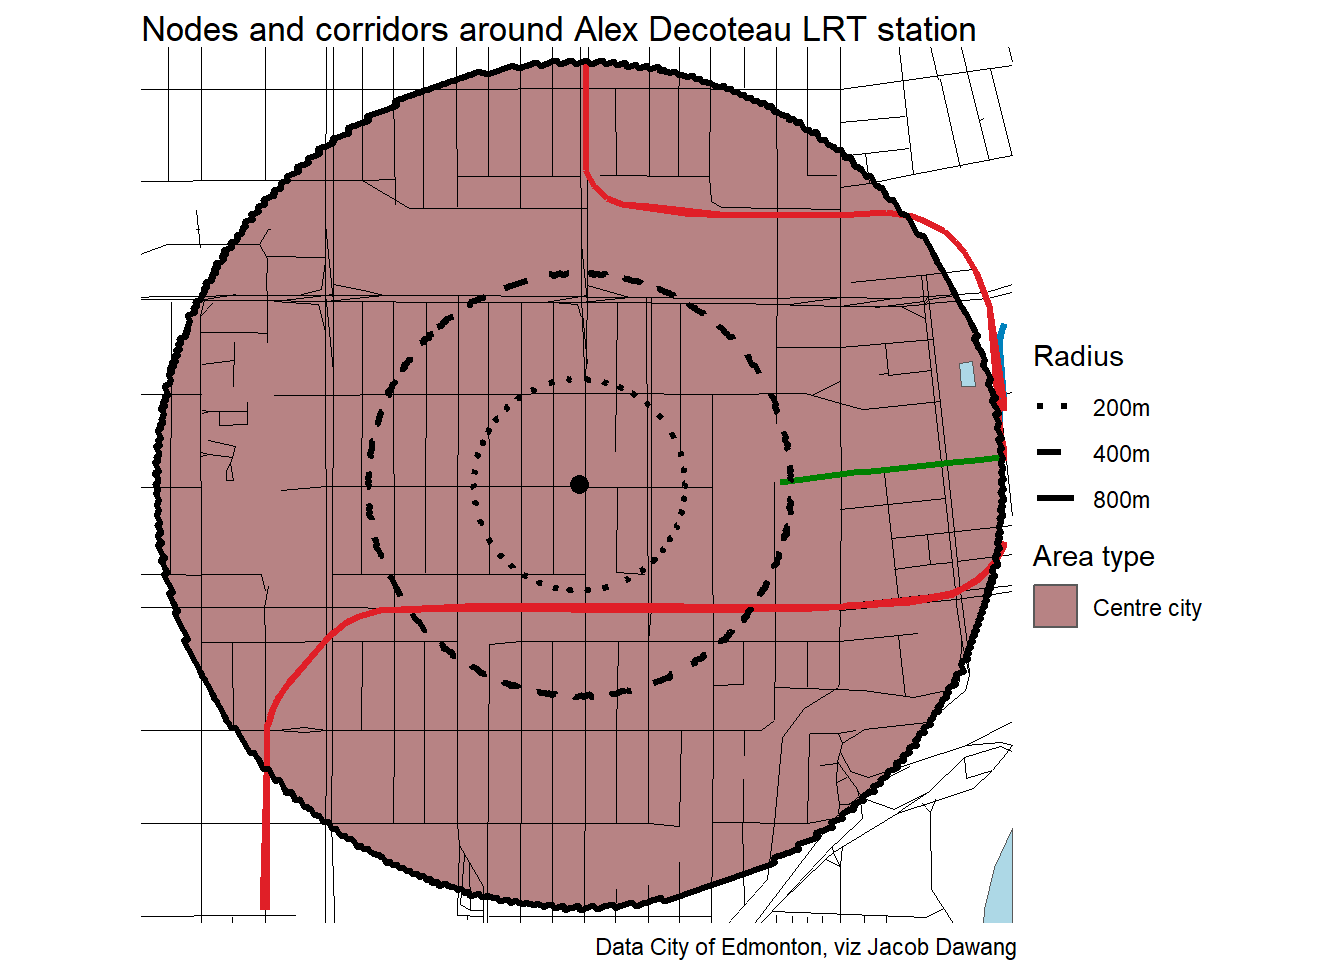 Nodes and corridors around Alex Decoteau LRT station
Radius
200m
400m
800m
Area type
Centre city
Data City of Edmonton, viz Jacob Dawang